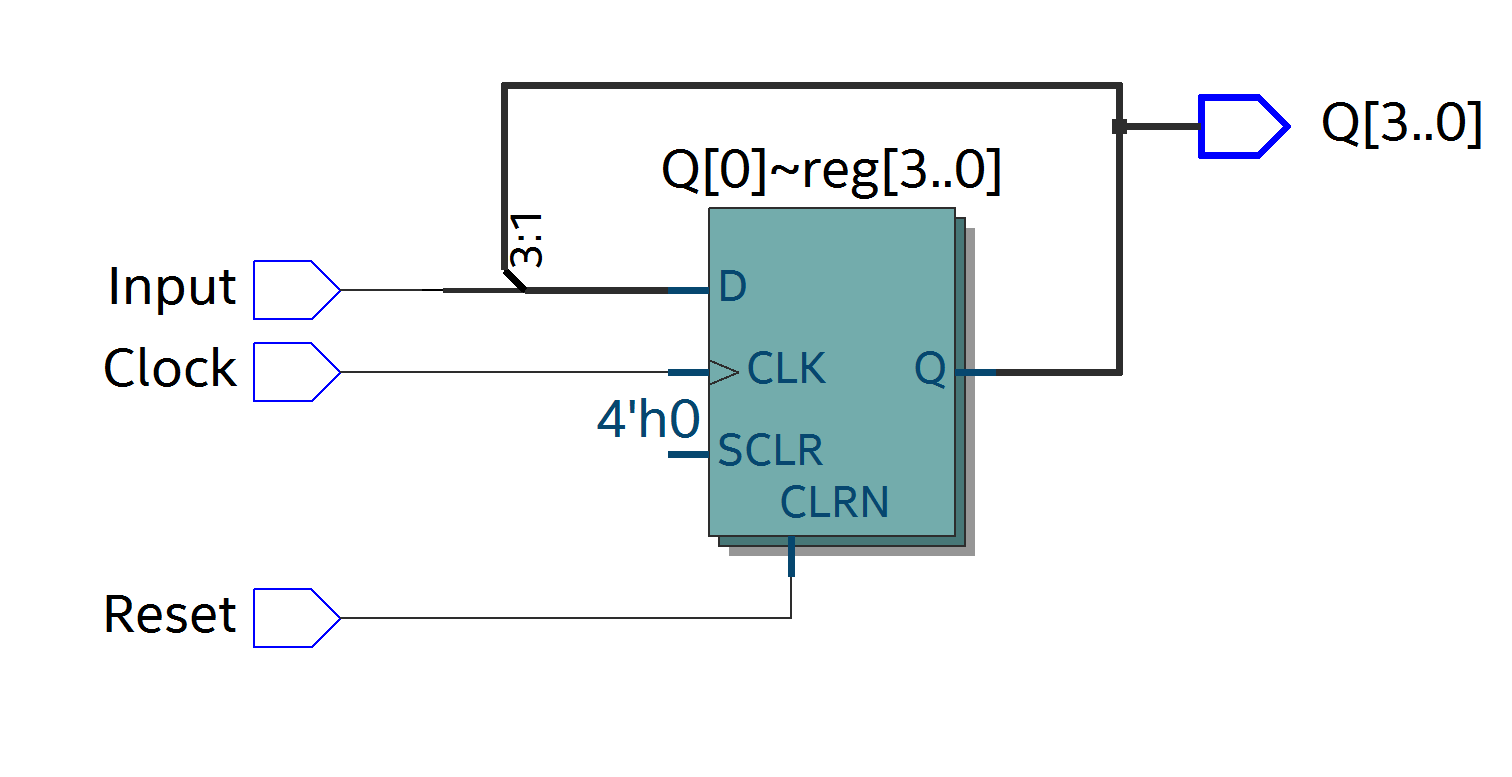 Q[3..0]
Q[0]~reg[3..0]
3:1
Input
D
Clock
CLK
Q
4'h0
SCLR
CLRN
Reset